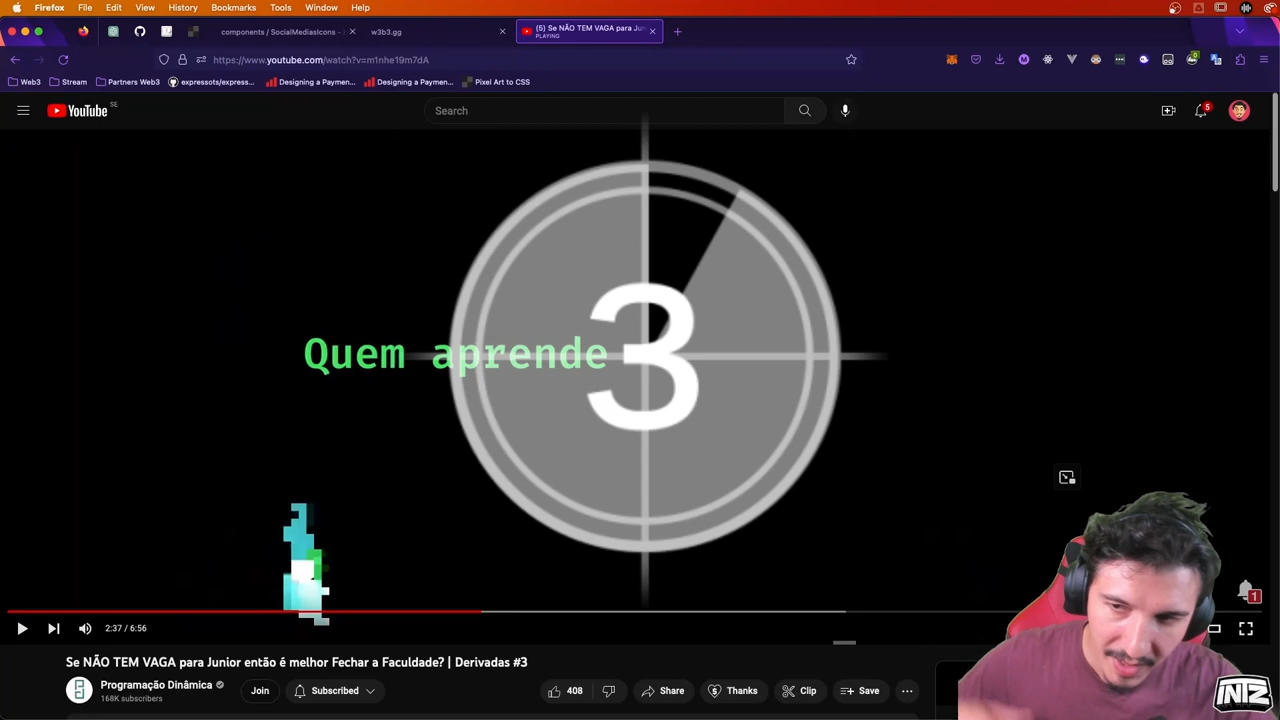 Firefox File Edit View History Bookmarks Tools Window Help
components / SocialMediasIcons -
w3b3.gg
(5) Se NÃO TEM VAGA para Jun
PLAYING
https://www.youtube.com/watch?v=m1nhe19m7dA
Web3 Stream Partners Web3 expressots/express... Designing a Paymen... Designing a Paymen... Pixel Art to CSS
YouTube SE
Search
5
3
Quem aprende
1
2:37 / 6:56
Se NÃO TEM VAGA para Junior então é melhor Fechar a Faculdade? | Derivadas #3
Programação Dinâmica
168K subscribers
Join
Subscribed
408
Share
Thanks
Clip
Save
INTZ